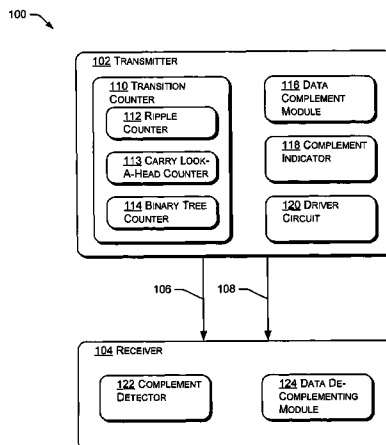 100
102 TRANSMITTER
110 TRANSITION
COUNTER
112 RIPPLE
COUNTER
113 CARRY LOOK-
A-HEAD COUNTER
114 BINARY TREE
COUNTER
116 DATA
COMPLEMENT
MODULE
118 COMPLEMENT
INDICATOR
120 DRIVER
CIRCUIT
106
108
104 RECEIVER
122 COMPLEMENT
DETECTOR
124 DATA DE-
COMPLEMENTING
MODULE